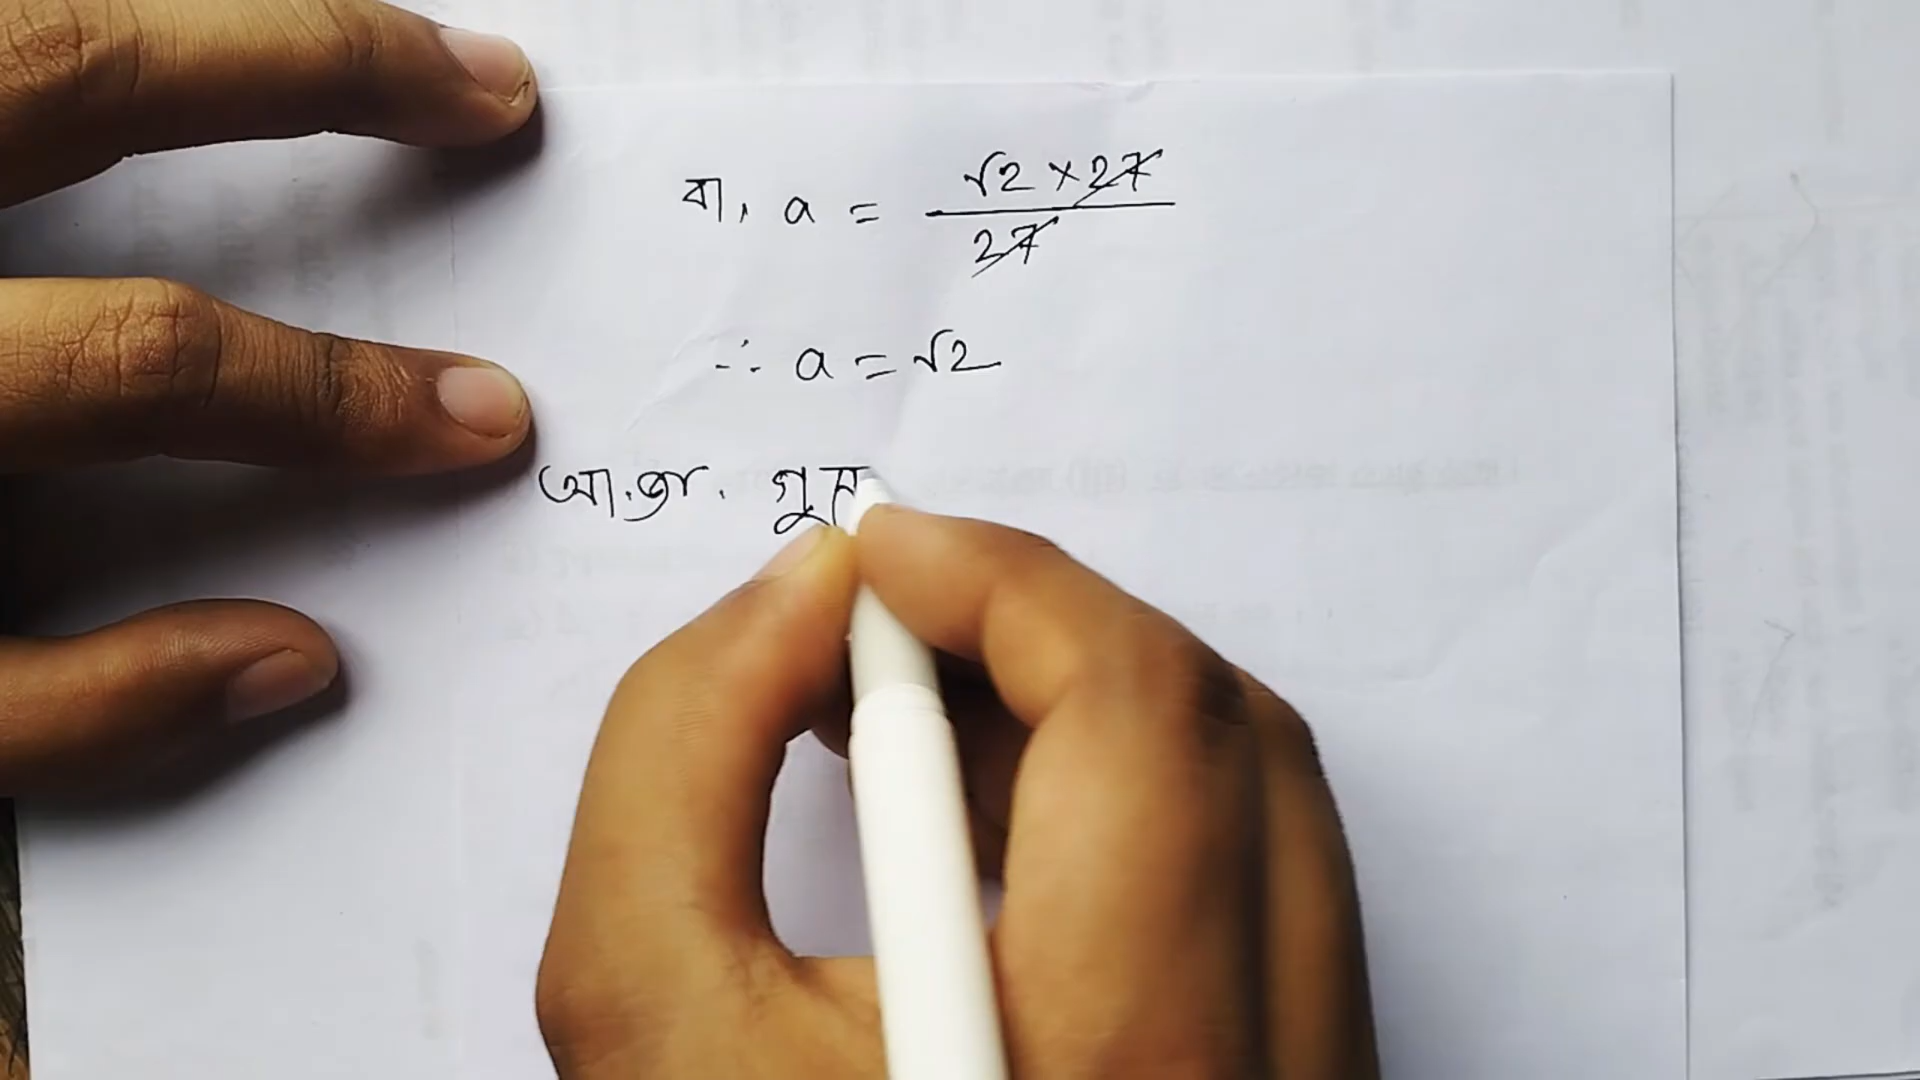 বা, a = √2 × 27 / 27
∴ a = √2
আ.ভা.